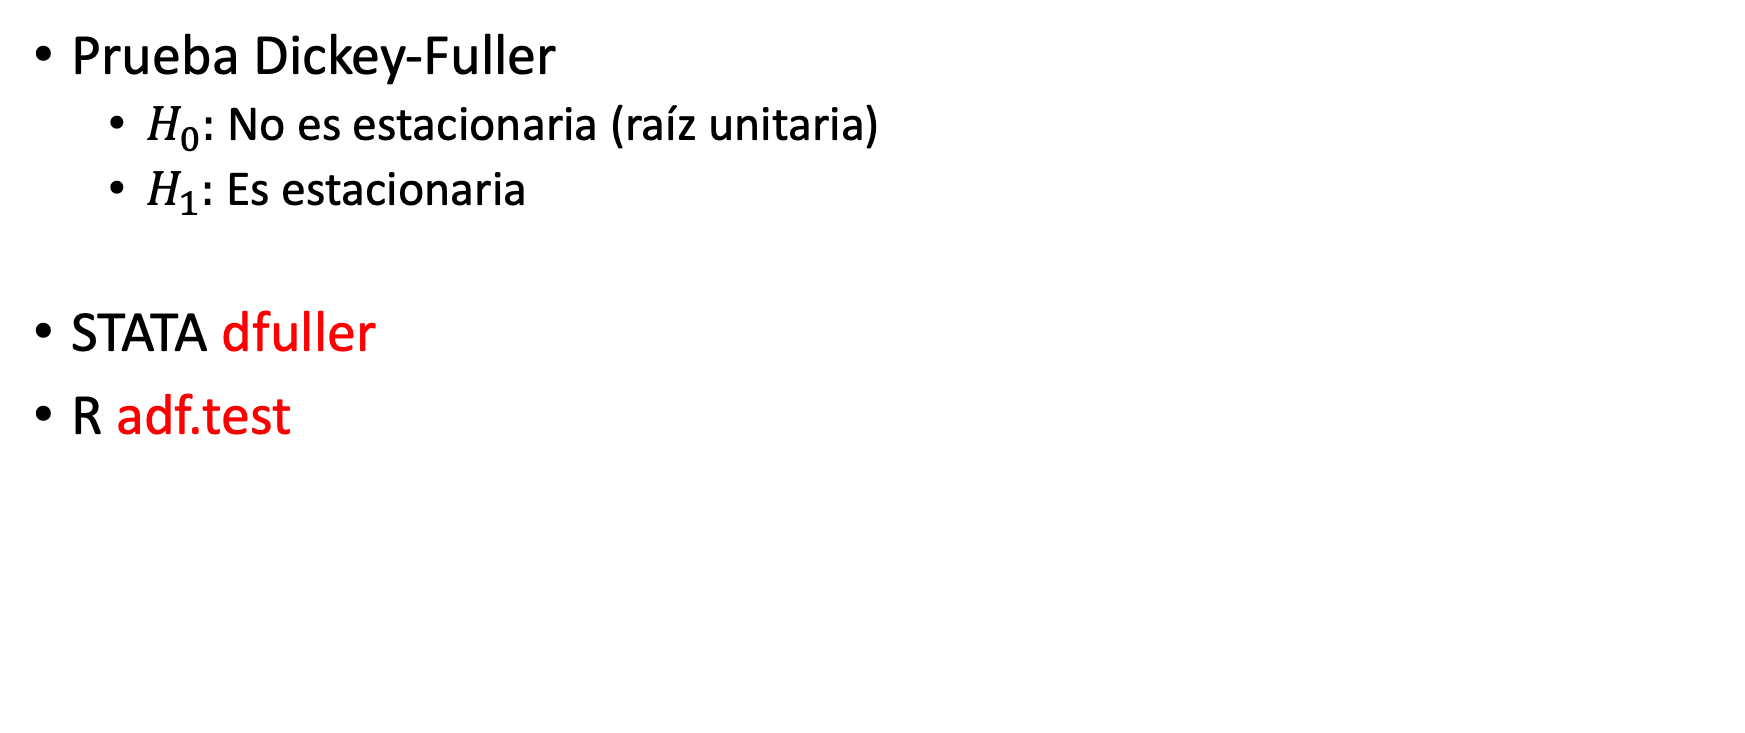 • Prueba Dickey-Fuller
• H₀: No es estacionaria (raíz unitaria)
• H₁: Es estacionaria
• STATA dfuller
• R adf.test